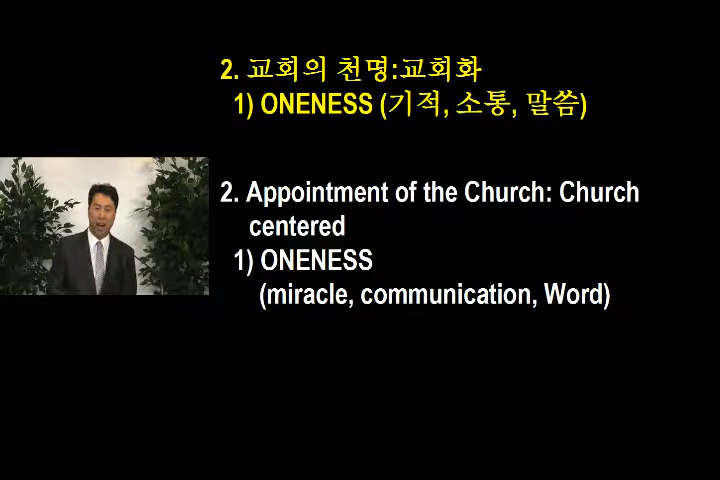 2. 교회의 천명:교회화
1) ONENESS (기적, 소통, 말씀)
2. Appointment of the Church: Church
centered
1) ONENESS
(miracle, communication, Word)